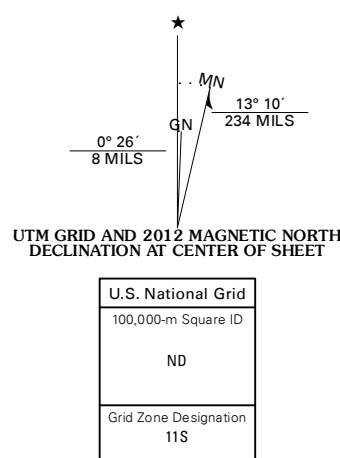 ★
MN
GN
0° 26´
8 MILS
13° 10´
234 MILS
UTM GRID AND 2012 MAGNETIC NORTH
DECLINATION AT CENTER OF SHEET
U.S. National Grid
100,000-m Square ID
ND
Grid Zone Designation
11S